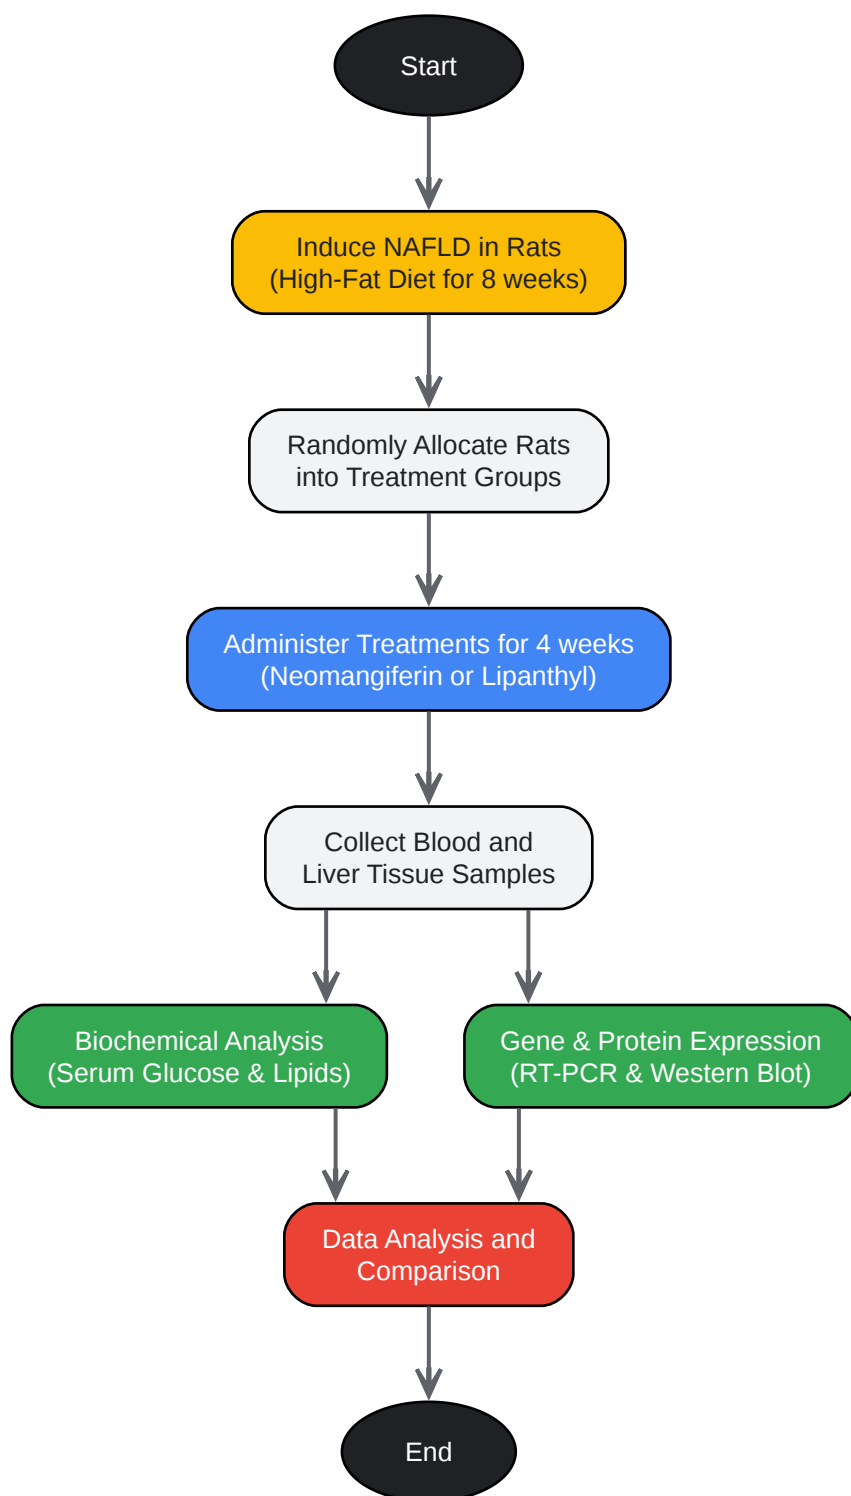 Start
Induce NAFLD in Rats
(High-Fat Diet for 8 weeks)
Randomly Allocate Rats
into Treatment Groups
Administer Treatments for 4 weeks
(Neomangiferin or Lipanthyl)
Collect Blood and
Liver Tissue Samples
Biochemical Analysis
(Serum Glucose & Lipids)
Gene & Protein Expression
(RT-PCR & Western Blot)
Data Analysis and
Comparison
End